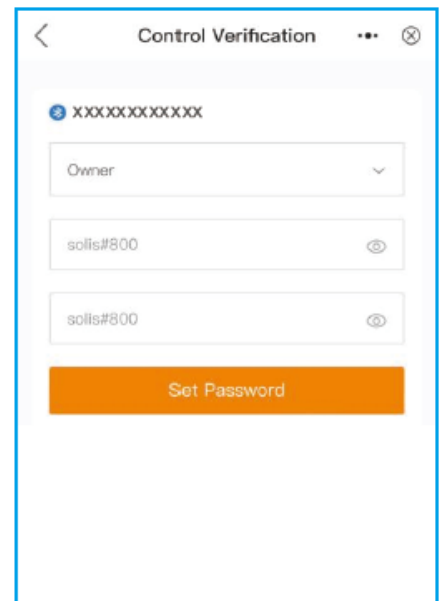 Control Verification
XXXXXXXXXXXX
Owner
solis#800
solis#800
Set Password